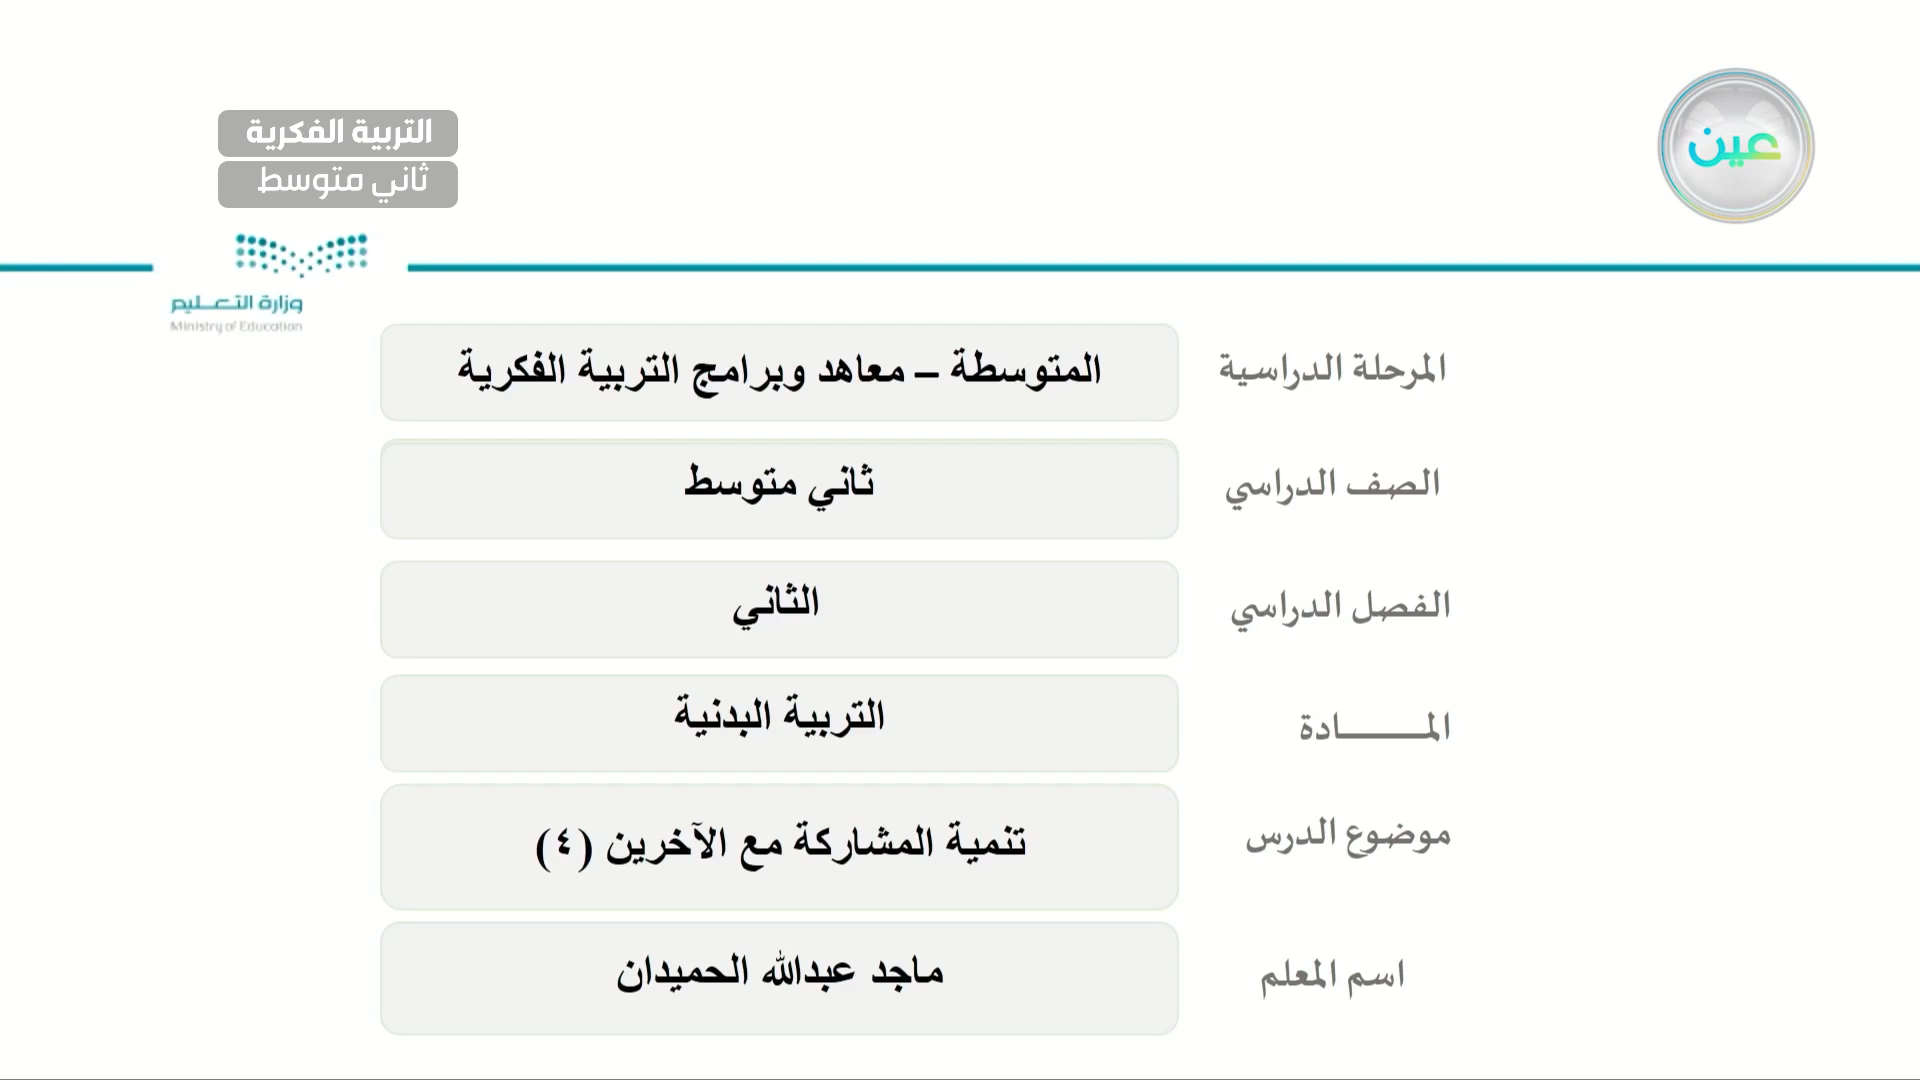 عين
التربية الفكرية
ثاني متوسط
وزارة التعليم
Ministry of Education
المرحلة الدراسية
المتوسطة – معاهد وبرامج التربية الفكرية
الصف الدراسي
ثاني متوسط
الفصل الدراسي
الثاني
المــــــــادة
التربية البدنية
موضوع الدرس
تنمية المشاركة مع الآخرين (٤)
اسم المعلم
ماجد عبدالله الحميدان